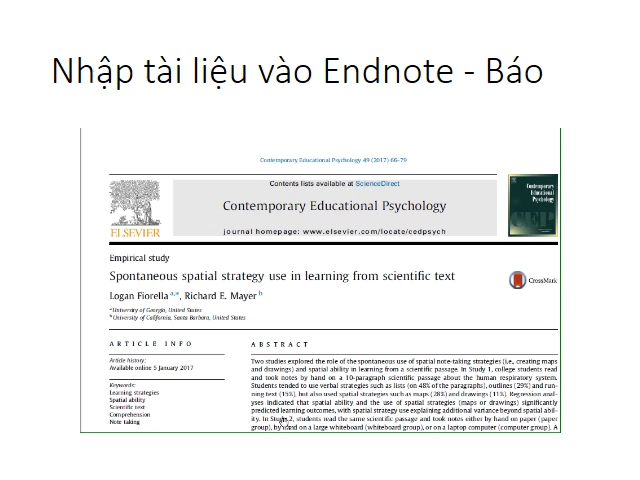 Nhập tài liệu vào Endnote - Báo
Contemporary Educational Psychology 49 (2017) 66–79
Contents lists available at ScienceDirect
Contemporary Educational Psychology
journal homepage: www.elsevier.com/locate/cedpsych
ELSEVIER
Contemporary
Educational
Psychology
CEP
Empirical study
Spontaneous spatial strategy use in learning from scientific text
CrossMark
Logan Fiorella a,*, Richard E. Mayer b
a University of Georgia, United States
b University of California, Santa Barbara, United States
ARTICLE INFO
Article history:
Available online 5 January 2017
Keywords:
Learning strategies
Spatial ability
Scientific text
Comprehension
Note taking
ABSTRACT
Two studies explored the role of the spontaneous use of spatial note-taking strategies (i.e., creating maps
and drawings) and spatial ability in learning from a scientific passage. In Study 1, college students read
and took notes by hand on a 10-paragraph scientific passage about the human respiratory system.
Students tended to use verbal strategies such as lists (on 48% of the paragraphs), outlines (29%) and run-
ning text (15%), but also used spatial strategies such as maps (28%) and drawings (11%). Regression anal-
yses indicated that spatial ability and the use of spatial strategies (maps or drawings) significantly
predicted learning outcomes, with spatial strategy use explaining additional variance beyond spatial abil-
ity. In Study 2, students read the same scientific passage and took notes either by hand on paper (paper
group), by hand on a large whiteboard (whiteboard group), or on a laptop computer (computer group). A